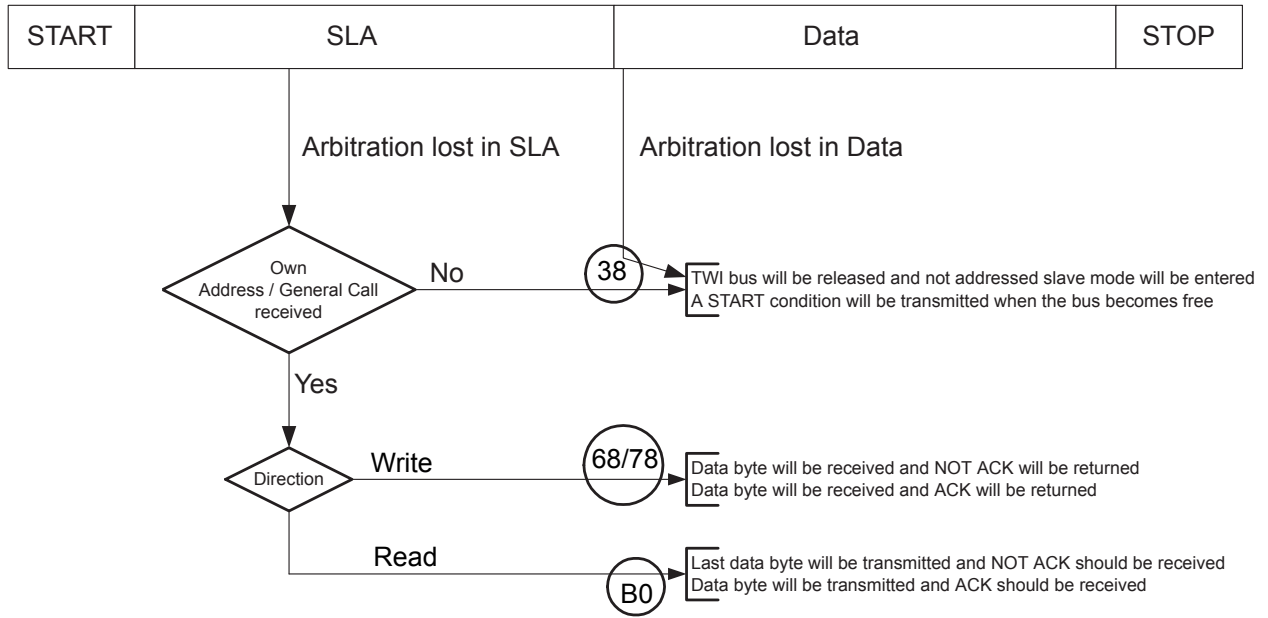 START
SLA
Data
STOP
Arbitration lost in SLA
Arbitration lost in Data
Own
Address / General Call
received
No
38
TWI bus will be released and not addressed slave mode will be entered
A START condition will be transmitted when the bus becomes free
Yes
Direction
Write
68/78
Data byte will be received and NOT ACK will be returned
Data byte will be received and ACK will be returned
Read
B0
Last data byte will be transmitted and NOT ACK should be received
Data byte will be transmitted and ACK should be received